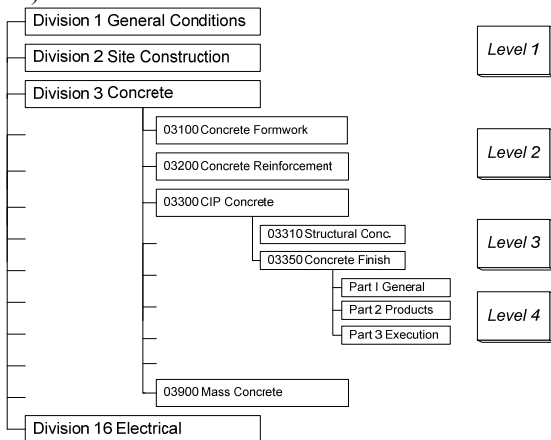 )
Division 1 General Conditions
Level 1
Division 2 Site Construction
Division 3 Concrete
03100 Concrete Formwork
Level 2
03200 Concrete Reinforcement
03300 CIP Concrete
03310 Structural Conc.
Level 3
03350 Concrete Finish
Part I General
Part 2 Products
Level 4
Part 3 Execution
03900 Mass Concrete
Division 16 Electrical